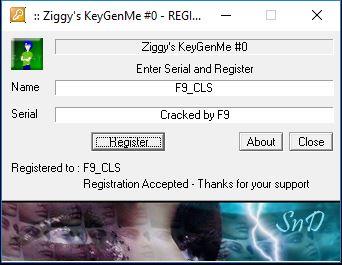 :: Ziggy's KeyGenMe #0 - REGI...
Ziggy's KeyGenMe #0
Enter Serial and Register
Name F9_CLS
Serial Cracked by F9
Register About Close
Registered to : F9_CLS
Registration Accepted - Thanks for your support
SnD